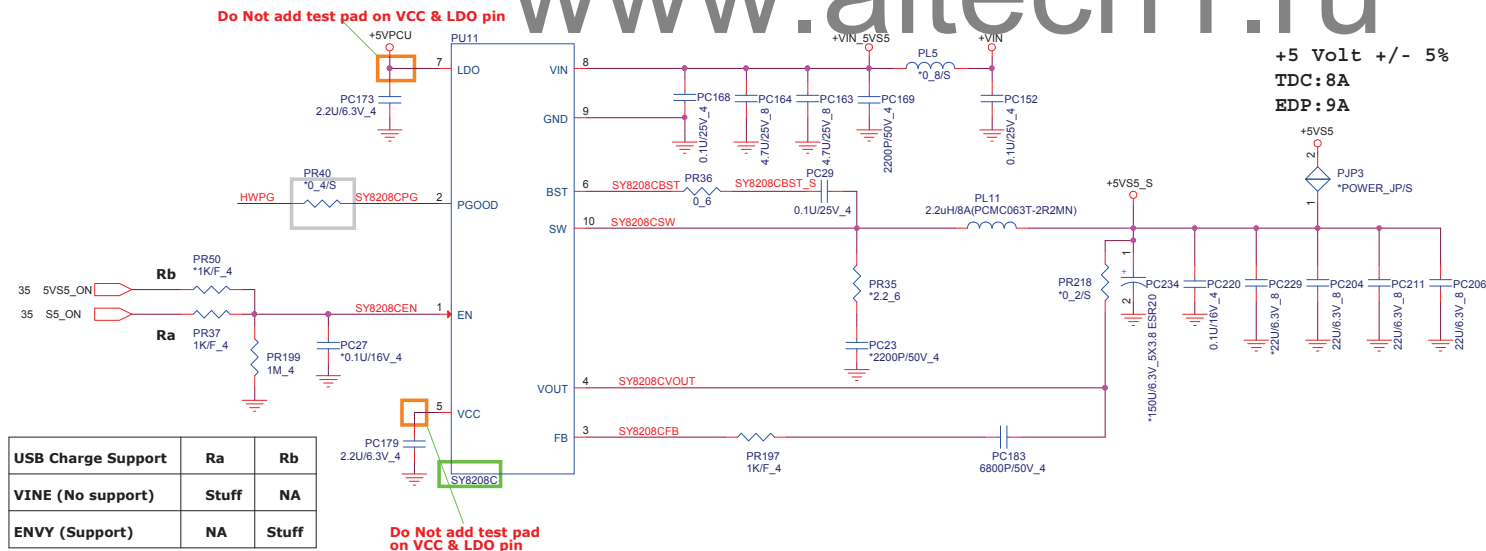 www.aitech1.ru
Do Not add test pad on VCC & LDO pin
+5VPCU
PU11
+VIN_5VS5
+VIN
PL5
*0_8/S
+5 Volt +/- 5%
TDC:8A
EDP:9A
7
LDO
VIN
8
PC173
2.2U/6.3V_4
PC168
0.1U/25V_4
PC164
4.7U/25V_8
PC163
4.7U/25V_8
PC169
2200P/50V_4
PC152
0.1U/25V_4
GND
9
+5VS5
2
PJP3
*POWER_JP/S
1
PR40
*0_4/S
HWPG
SY8208CPG
2
PGOOD
BST
6
SY8208CBST
PR36
0_6
SY8208CBST_S
PC29
0.1U/25V_4
+5VS5_S
PL11
2.2uH/8A(PCMC063T-2R2MN)
SW
10
SY8208CSW
Rb
PR50
*1K/F_4
35 5VS5_ON
35 S5_ON
Ra
PR37
1K/F_4
SY8208CEN
1
EN
PR199
1M_4
PC27
*0.1U/16V_4
PR35
*2.2_6
PC23
*2200P/50V_4
PR218
*0_2/S
1
+
PC234
2
*150U/6.3V_5X3.8 ESR20
PC220
0.1U/16V_4
PC229
*22U/6.3V_8
PC204
22U/6.3V_8
PC211
22U/6.3V_8
PC206
22U/6.3V_8
VOUT
4
SY8208CVOUT
5
VCC
PC179
2.2U/6.3V_4
FB
3
SY8208CFB
PR197
1K/F_4
PC183
6800P/50V_4
SY8208C
USB Charge Support Ra Rb
VINE (No support) Stuff NA
ENVY (Support) NA Stuff
Do Not add test pad
on VCC & LDO pin